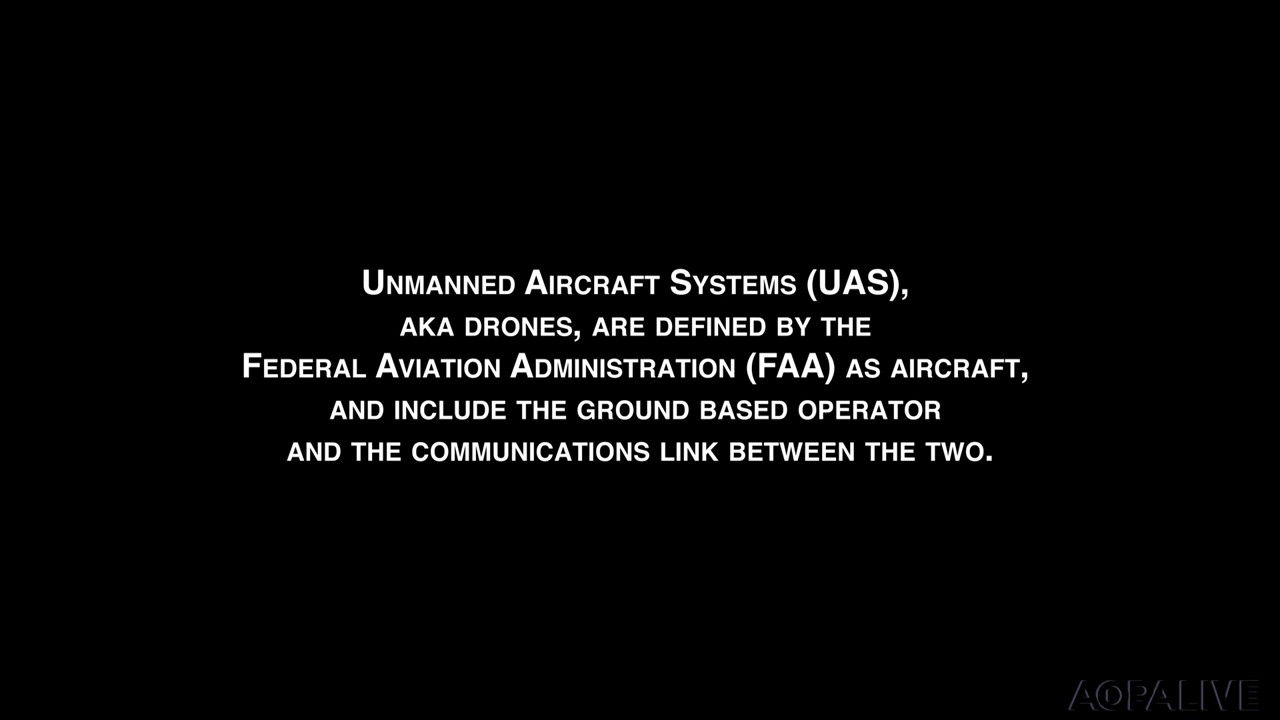 Unmanned Aircraft Systems (UAS),
aka drones, are defined by the
Federal Aviation Administration (FAA) as aircraft,
and include the ground based operator
and the communications link between the two.
AOPALIVE